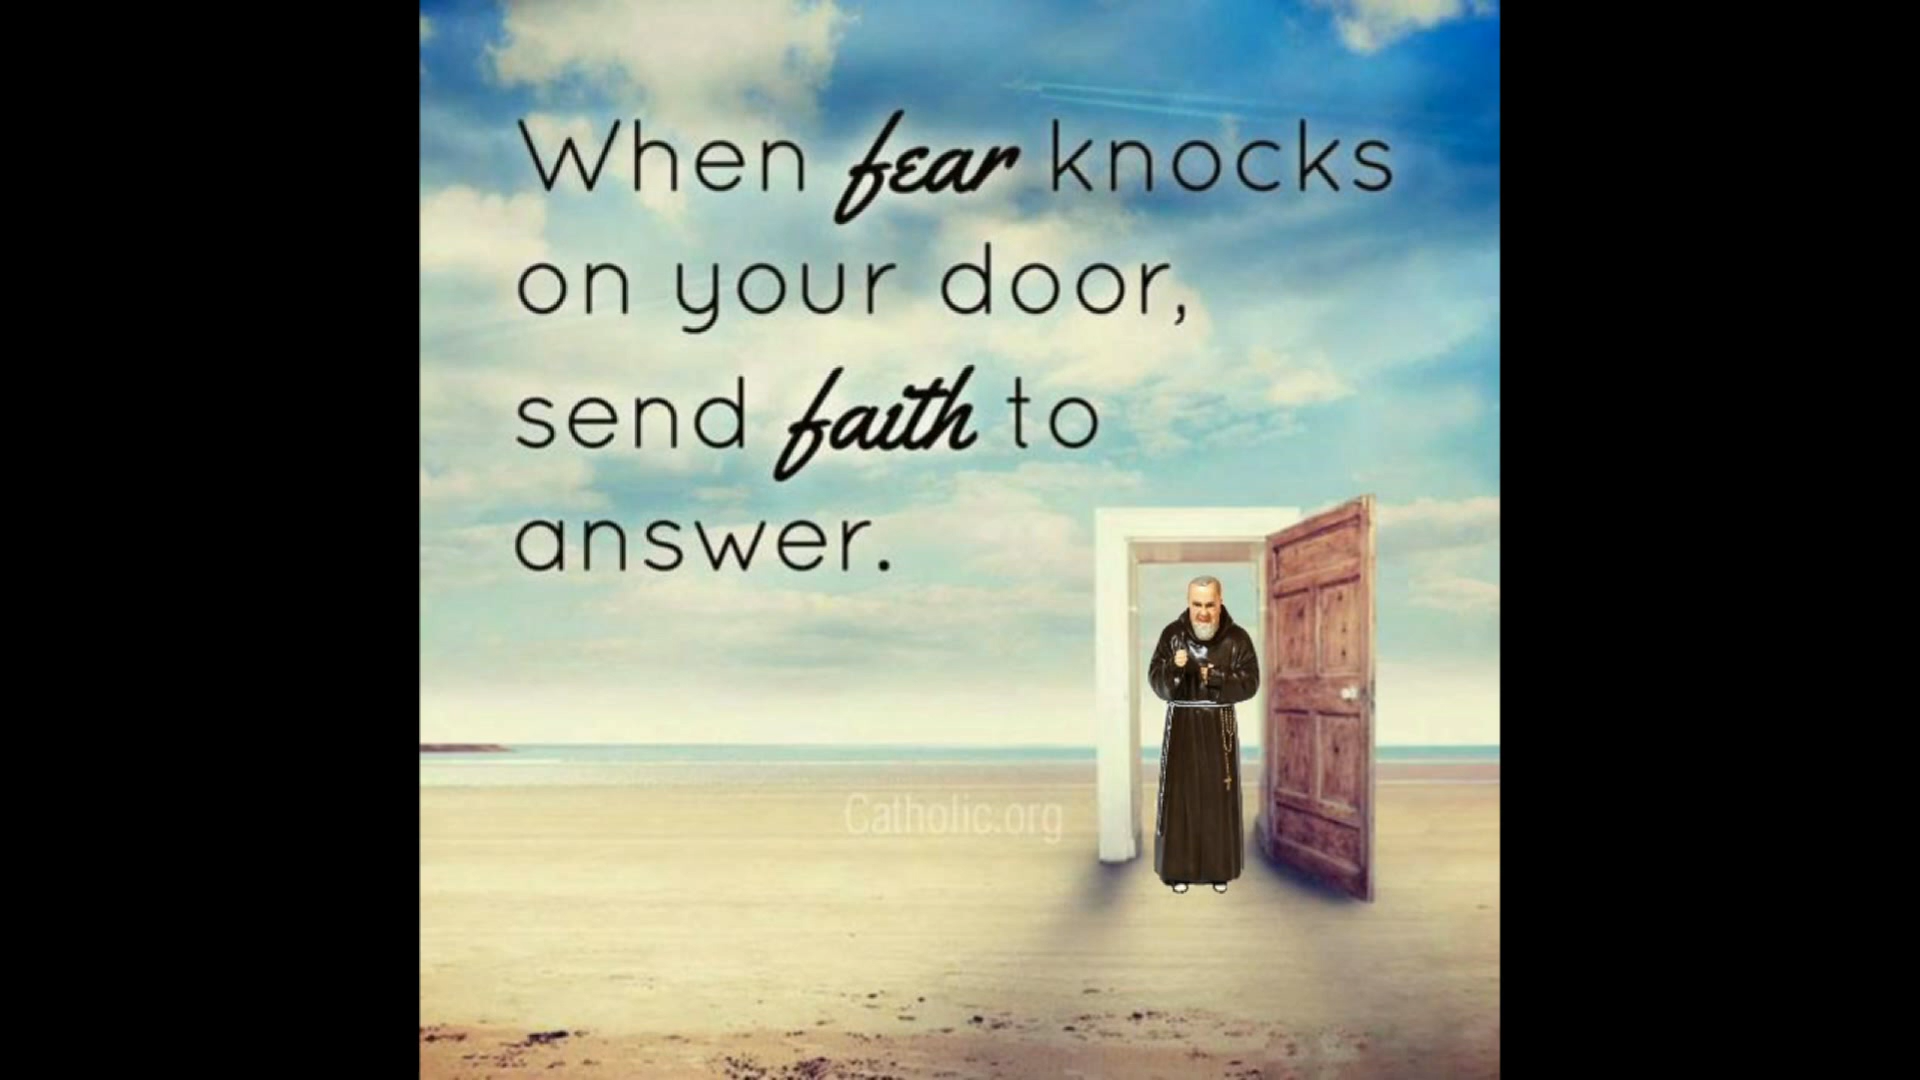 When fear knocks
on your door,
send faith to
answer.
Catholic.org